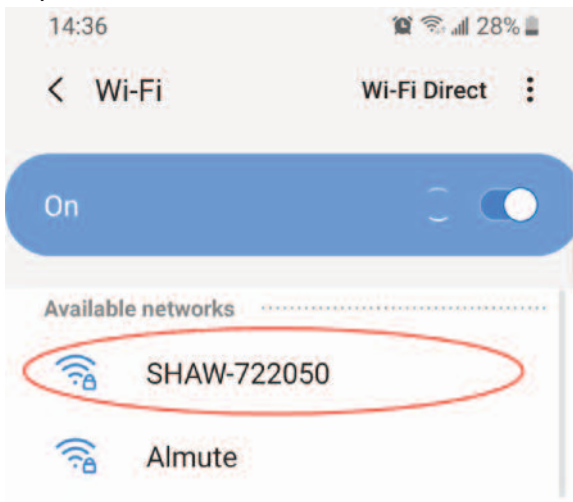 14:36 28%
Wi-Fi Wi-Fi Direct
On
Available networks
SHAW-722050
Almute